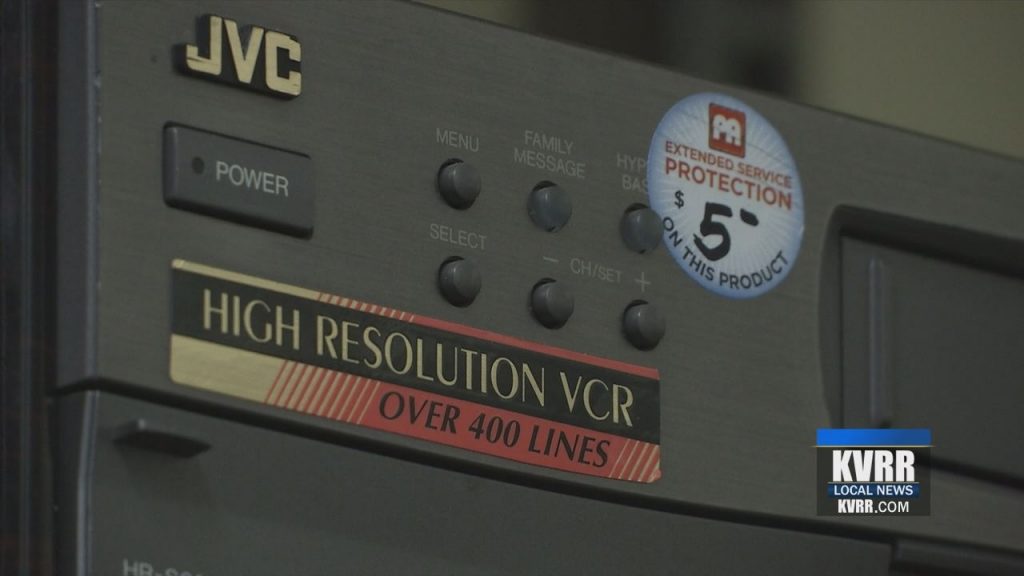 JVC
POWER
MENU
FAMILY
MESSAGE
SELECT
− CH/SET +
EXTENDED SERVICE
PROTECTION
$ 5-
ON THIS PRODUCT
HIGH RESOLUTION VCR
OVER 400 LINES
KVRR
LOCAL NEWS
KVRR.COM